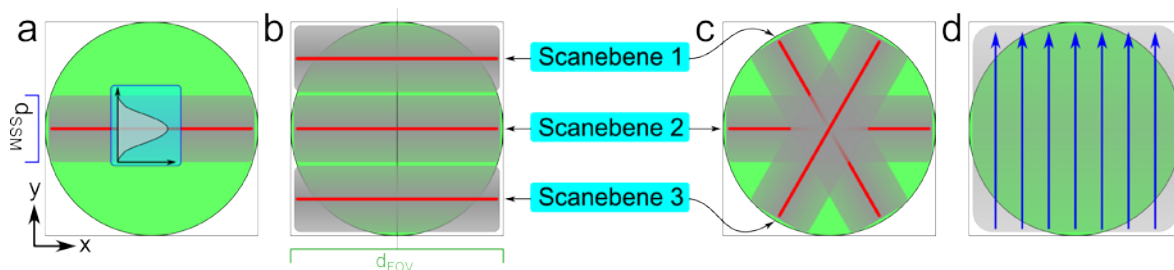 a
b
c
d
dSSM
Scanebene 1
Scanebene 2
Scanebene 3
y
x
dFOV